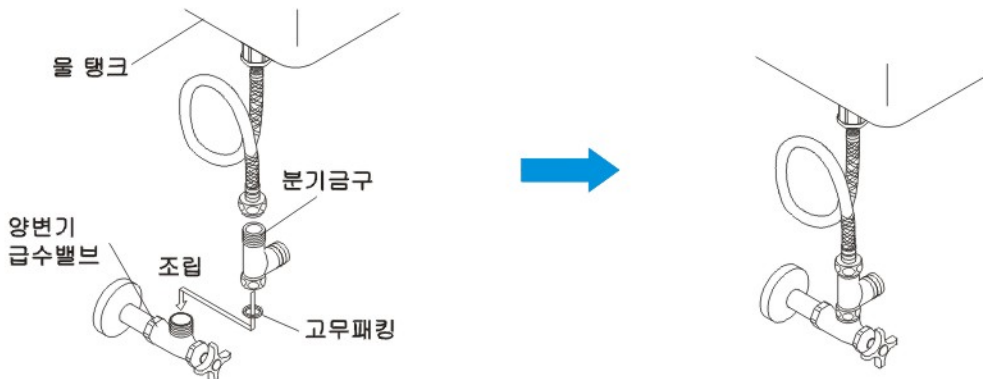 물 탱크
분기금구
양변기
급수밸브
조립
고무패킹